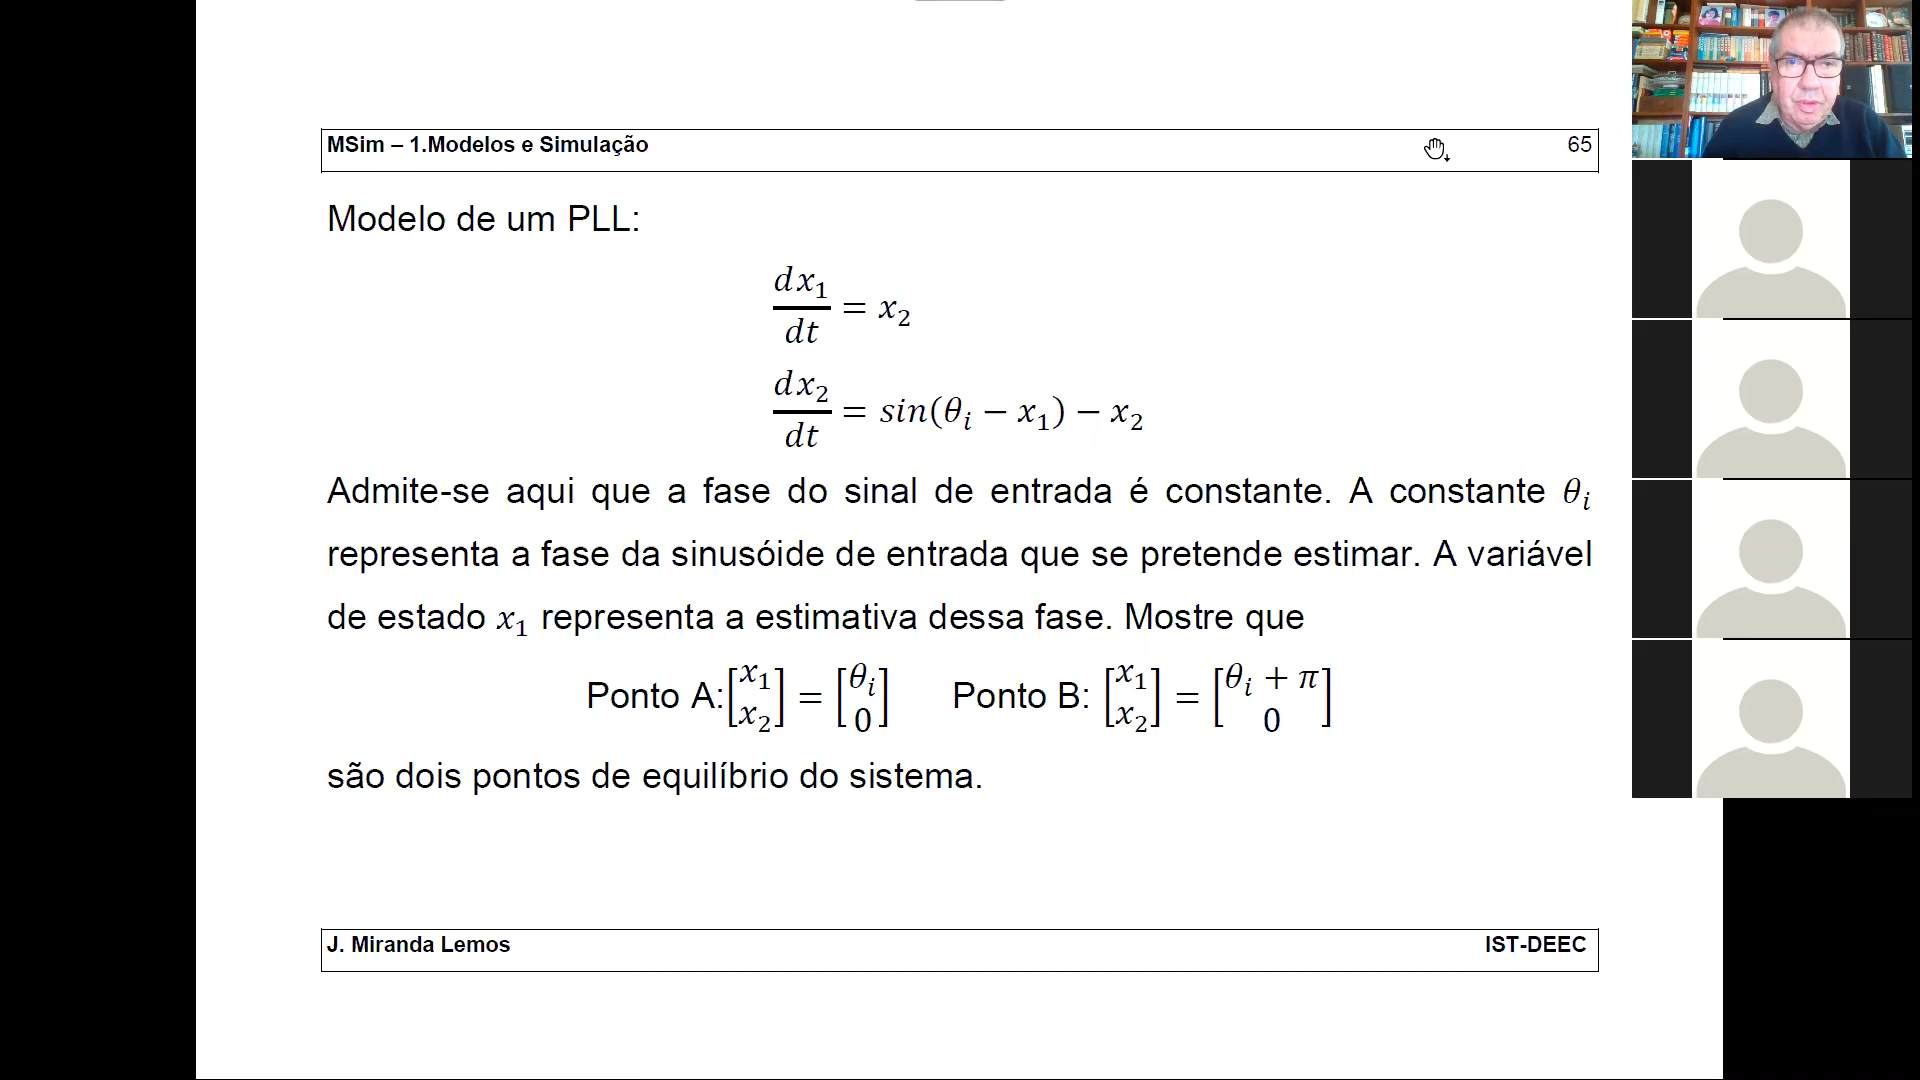 MSim – 1.Modelos e Simulação 65
Modelo de um PLL:
dx₁/dt = x₂
dx₂/dt = sin(θᵢ − x₁) − x₂
Admite-se aqui que a fase do sinal de entrada é constante. A constante θᵢ
representa a fase da sinusóide de entrada que se pretende estimar. A variável
de estado x₁ representa a estimativa dessa fase. Mostre que
Ponto A:[x₁ x₂] = [θᵢ 0] Ponto B: [x₁ x₂] = [θᵢ + π 0]
são dois pontos de equilíbrio do sistema.
J. Miranda Lemos IST-DEEC